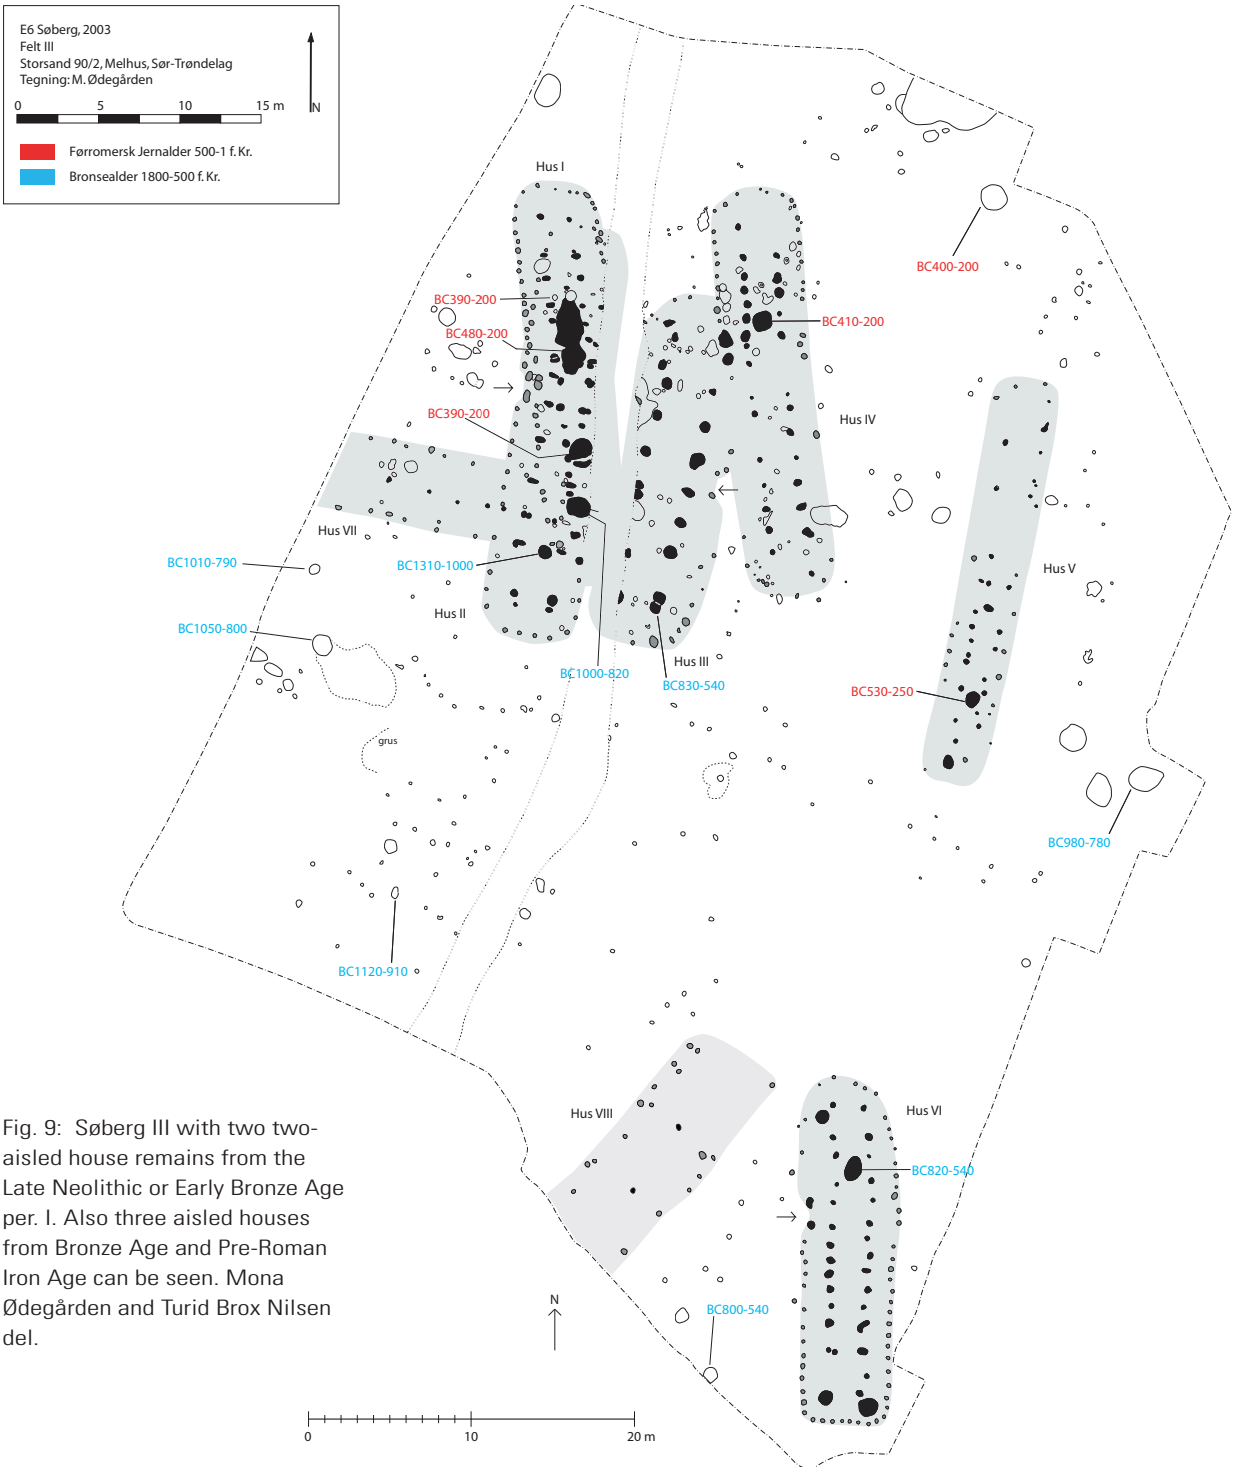 E6 Søberg, 2003
Felt III
Storsand 90/2, Melhus, Sør-Trøndelag
Tegning: M. Ødegården
0 5 10 15 m
N
Førromersk Jernalder 500-1 f. Kr.
Bronsealder 1800-500 f. Kr.
Hus I
BC400-200
BC390-200
BC410-200
BC480-200
BC390-200
Hus IV
Hus VII
BC1010-790
BC1310-1000
Hus V
Hus II
BC1050-800
Hus III
BC1000-820
BC830-540
BC530-250
grus
BC980-780
BC1120-910
Hus VIII
Hus VI
BC820-540
Fig. 9: Søberg III with two two-
aisled house remains from the
Late Neolithic or Early Bronze Age
per. I. Also three aisled houses
from Bronze Age and Pre-Roman
Iron Age can be seen. Mona
Ødegården and Turid Brox Nilsen
del.
N
BC800-540
0 10 20 m